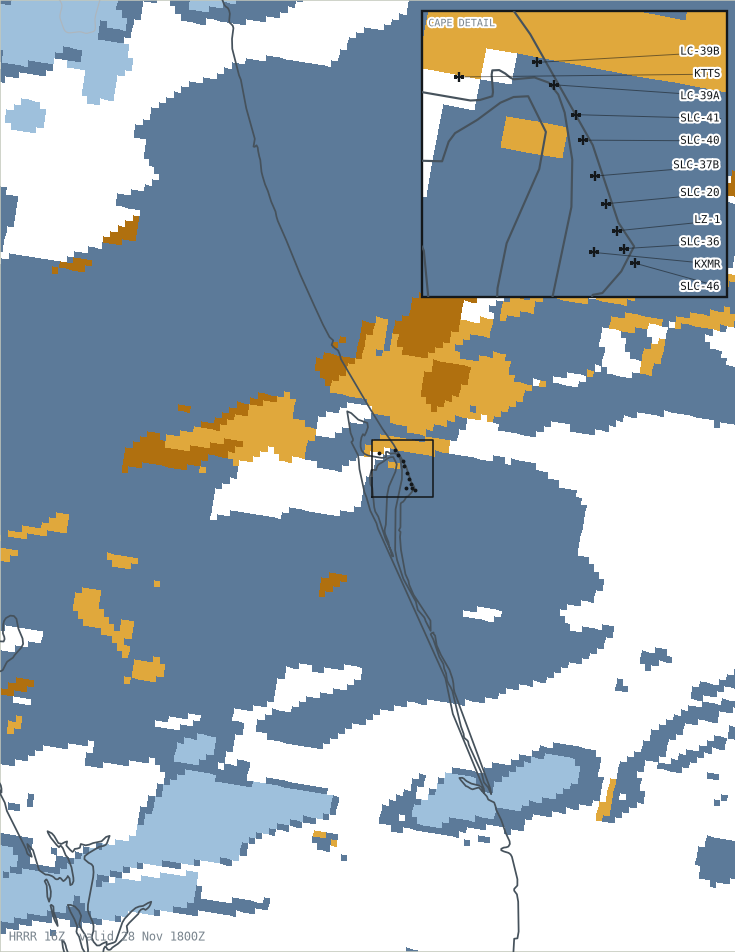 CAPE DETAIL
LC-39B
KTTS
LC-39A
SLC-41
SLC-40
SLC-37B
SLC-20
LZ-1
SLC-36
KXMR
SLC-46
HRRR 16Z  valid 28 Nov 1800Z